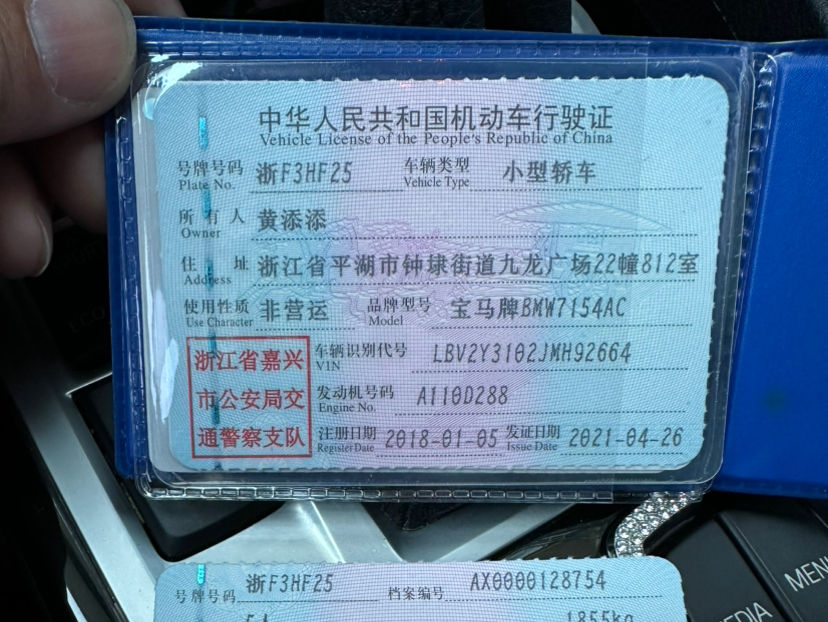 中华人民共和国机动车行驶证
Vehicle License of the People's Republic of China
号牌号码 浙F3HF25 车辆类型 小型轿车
Plate No. Vehicle Type
所有人 黄添添
Owner
住址 浙江省平湖市钟埭街道九龙广场22幢812室
Address
使用性质 非营运 品牌型号 宝马牌BMW7154AC
Use Character Model
浙江省嘉兴
市公安局交
通警察支队
车辆识别代号 LBV2Y3102JMH92664
VIN
发动机号码 A110D288
Engine No.
注册日期 2018-01-05 发证日期 2021-04-26
Register Date Issue Date
号牌号码 浙F3HF25 档案编号 AX0000128754
1855kg
MENU
MEDIA